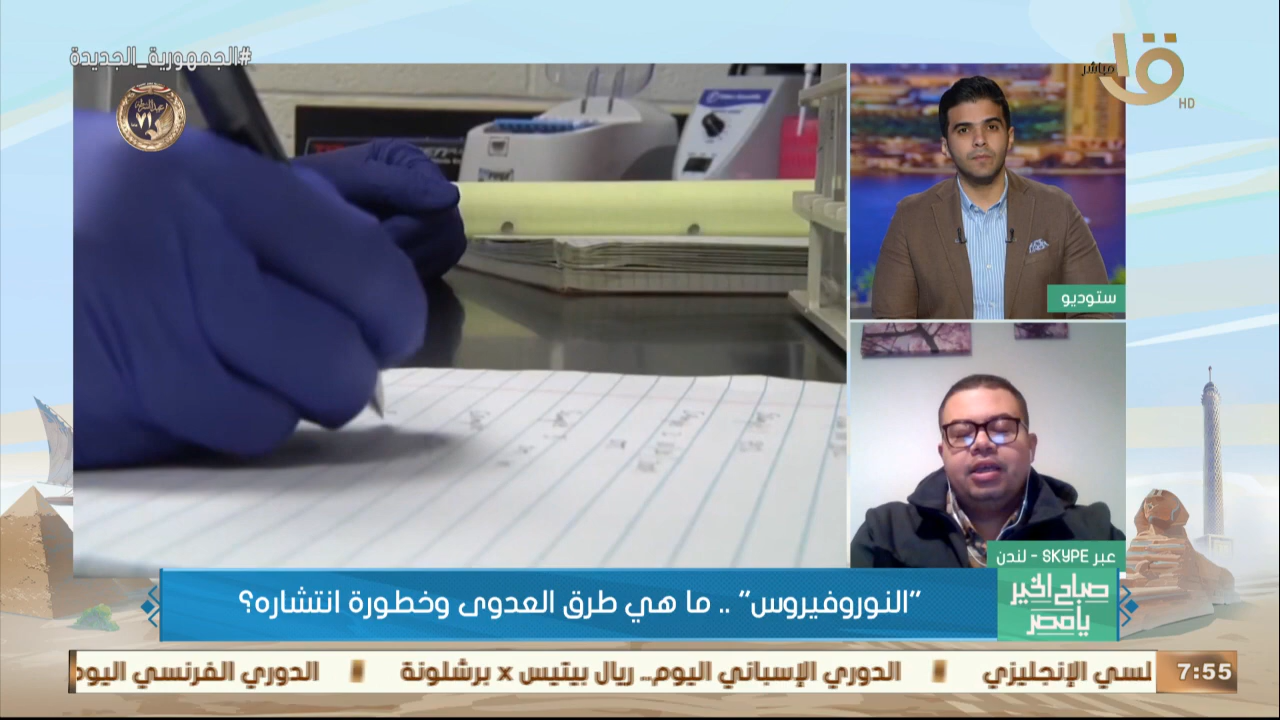 #الجمهورية_الجديدة
مباشر
HD
ستوديو
عبر SKYPE - لندن
صباح الخير
يا مصر
“النوروفيروس” .. ما هي طرق العدوى وخطورة انتشاره؟
7:55
لسي الإنجليزي
الدوري الإسباني اليوم.. ريال بيتيس x برشلونة
الدوري الفرنسي اليوم